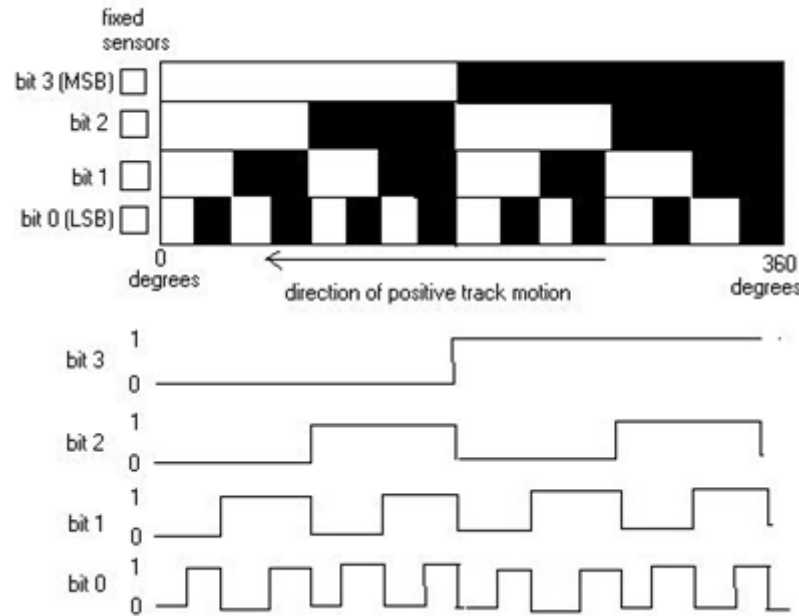 fixed
sensors
bit 3 (MSB)
bit 2
bit 1
bit 0 (LSB)
0
degrees
direction of positive track motion
360
degrees
1
bit 3
0
1
bit 2
0
1
bit 1
0
1
bit 0
0